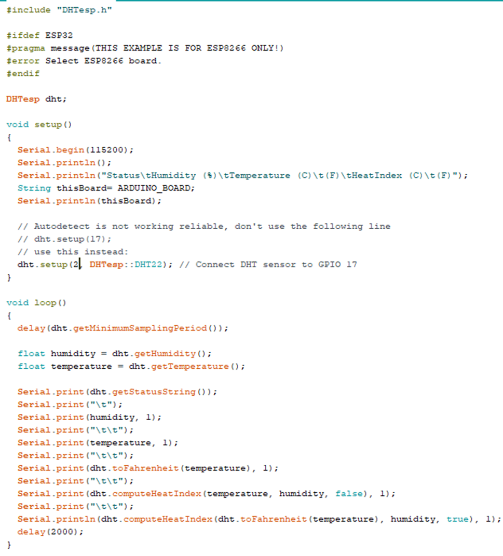 #include "DHTesp.h"
#ifdef ESP32
#pragma message(THIS EXAMPLE IS FOR ESP8266 ONLY!)
#error Select ESP8266 board.
#endif
DHTesp dht;
void setup()
{
Serial.begin(115200);
Serial.println();
Serial.println("Status\tHumidity (%)\tTemperature (C)\t(F)\tHeatIndex (C)\t(F)");
String thisBoard= ARDUINO_BOARD;
Serial.println(thisBoard);
// Autodetect is not working reliable, don't use the following line
// dht.setup(17);
// use this instead:
dht.setup(2, DHTesp::DHT22); // Connect DHT sensor to GPIO 17
}
void loop()
{
delay(dht.getMinimumSamplingPeriod());
float humidity = dht.getHumidity();
float temperature = dht.getTemperature();
Serial.print(dht.getStatusString());
Serial.print("\t");
Serial.print(humidity, 1);
Serial.print("\t\t");
Serial.print(temperature, 1);
Serial.print("\t\t");
Serial.print(dht.toFahrenheit(temperature), 1);
Serial.print("\t\t");
Serial.print(dht.computeHeatIndex(temperature, humidity, false), 1);
Serial.print("\t\t");
Serial.println(dht.computeHeatIndex(dht.toFahrenheit(temperature), humidity, true), 1);
delay(2000);
}